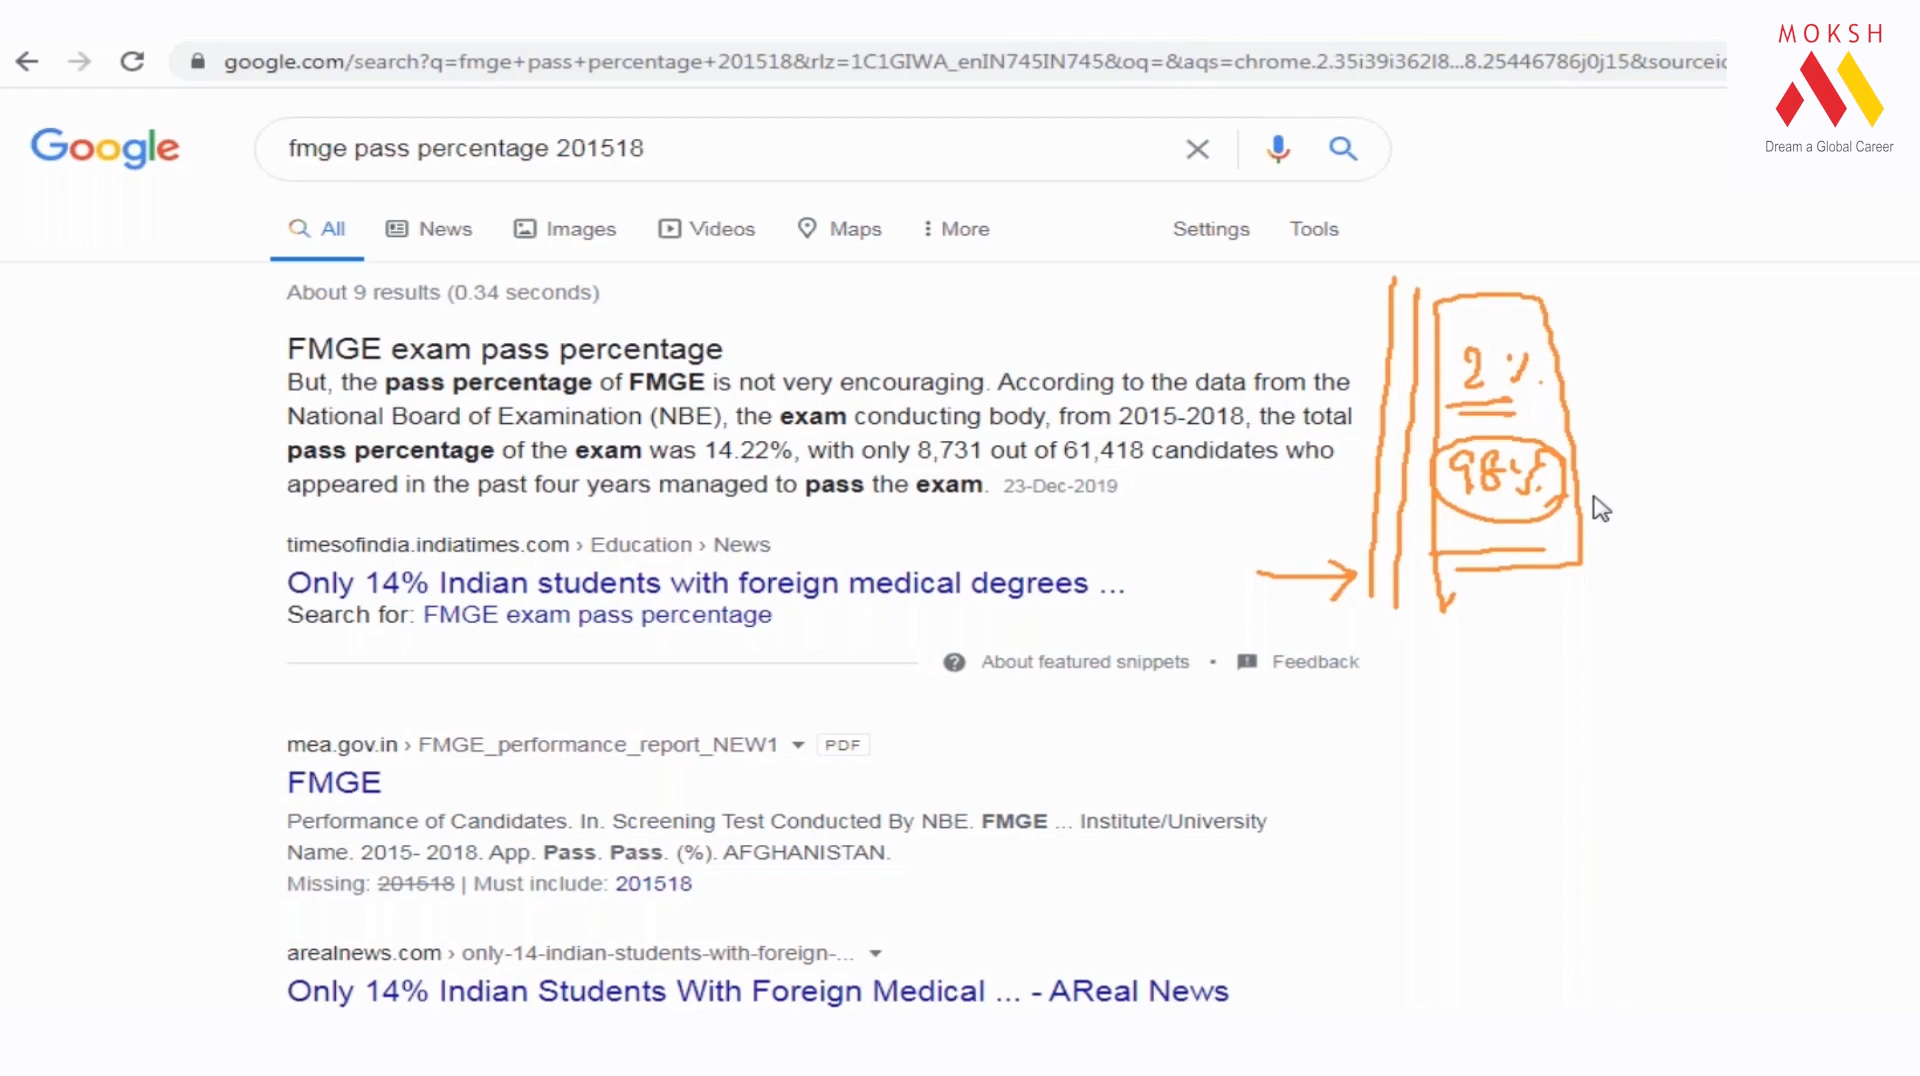 MOKSH
Dream a Global Career
google.com/search?q=fmge+pass+percentage+201518&rlz=1C1GIWA_enIN745IN745&oq=&aqs=chrome.2.35i39i362l8...8.25446786j0j15&sourceid
Google
fmge pass percentage 201518
All News Images Videos Maps More Settings Tools
About 9 results (0.34 seconds)
FMGE exam pass percentage
But, the pass percentage of FMGE is not very encouraging. According to the data from the
National Board of Examination (NBE), the exam conducting body, from 2015-2018, the total
pass percentage of the exam was 14.22%, with only 8,731 out of 61,418 candidates who
appeared in the past four years managed to pass the exam. 23-Dec-2019
2 %.
98%
timesofindia.indiatimes.com › Education › News
Only 14% Indian students with foreign medical degrees ...
Search for: FMGE exam pass percentage
About featured snippets • Feedback
mea.gov.in › FMGE_performance_report_NEW1 PDF
FMGE
Performance of Candidates. In. Screening Test Conducted By NBE. FMGE ... Institute/University
Name. 2015- 2018. App. Pass. Pass. (%). AFGHANISTAN.
Missing: 201518 | Must include: 201518
arealnews.com › only-14-indian-students-with-foreign-...
Only 14% Indian Students With Foreign Medical ... - AReal News